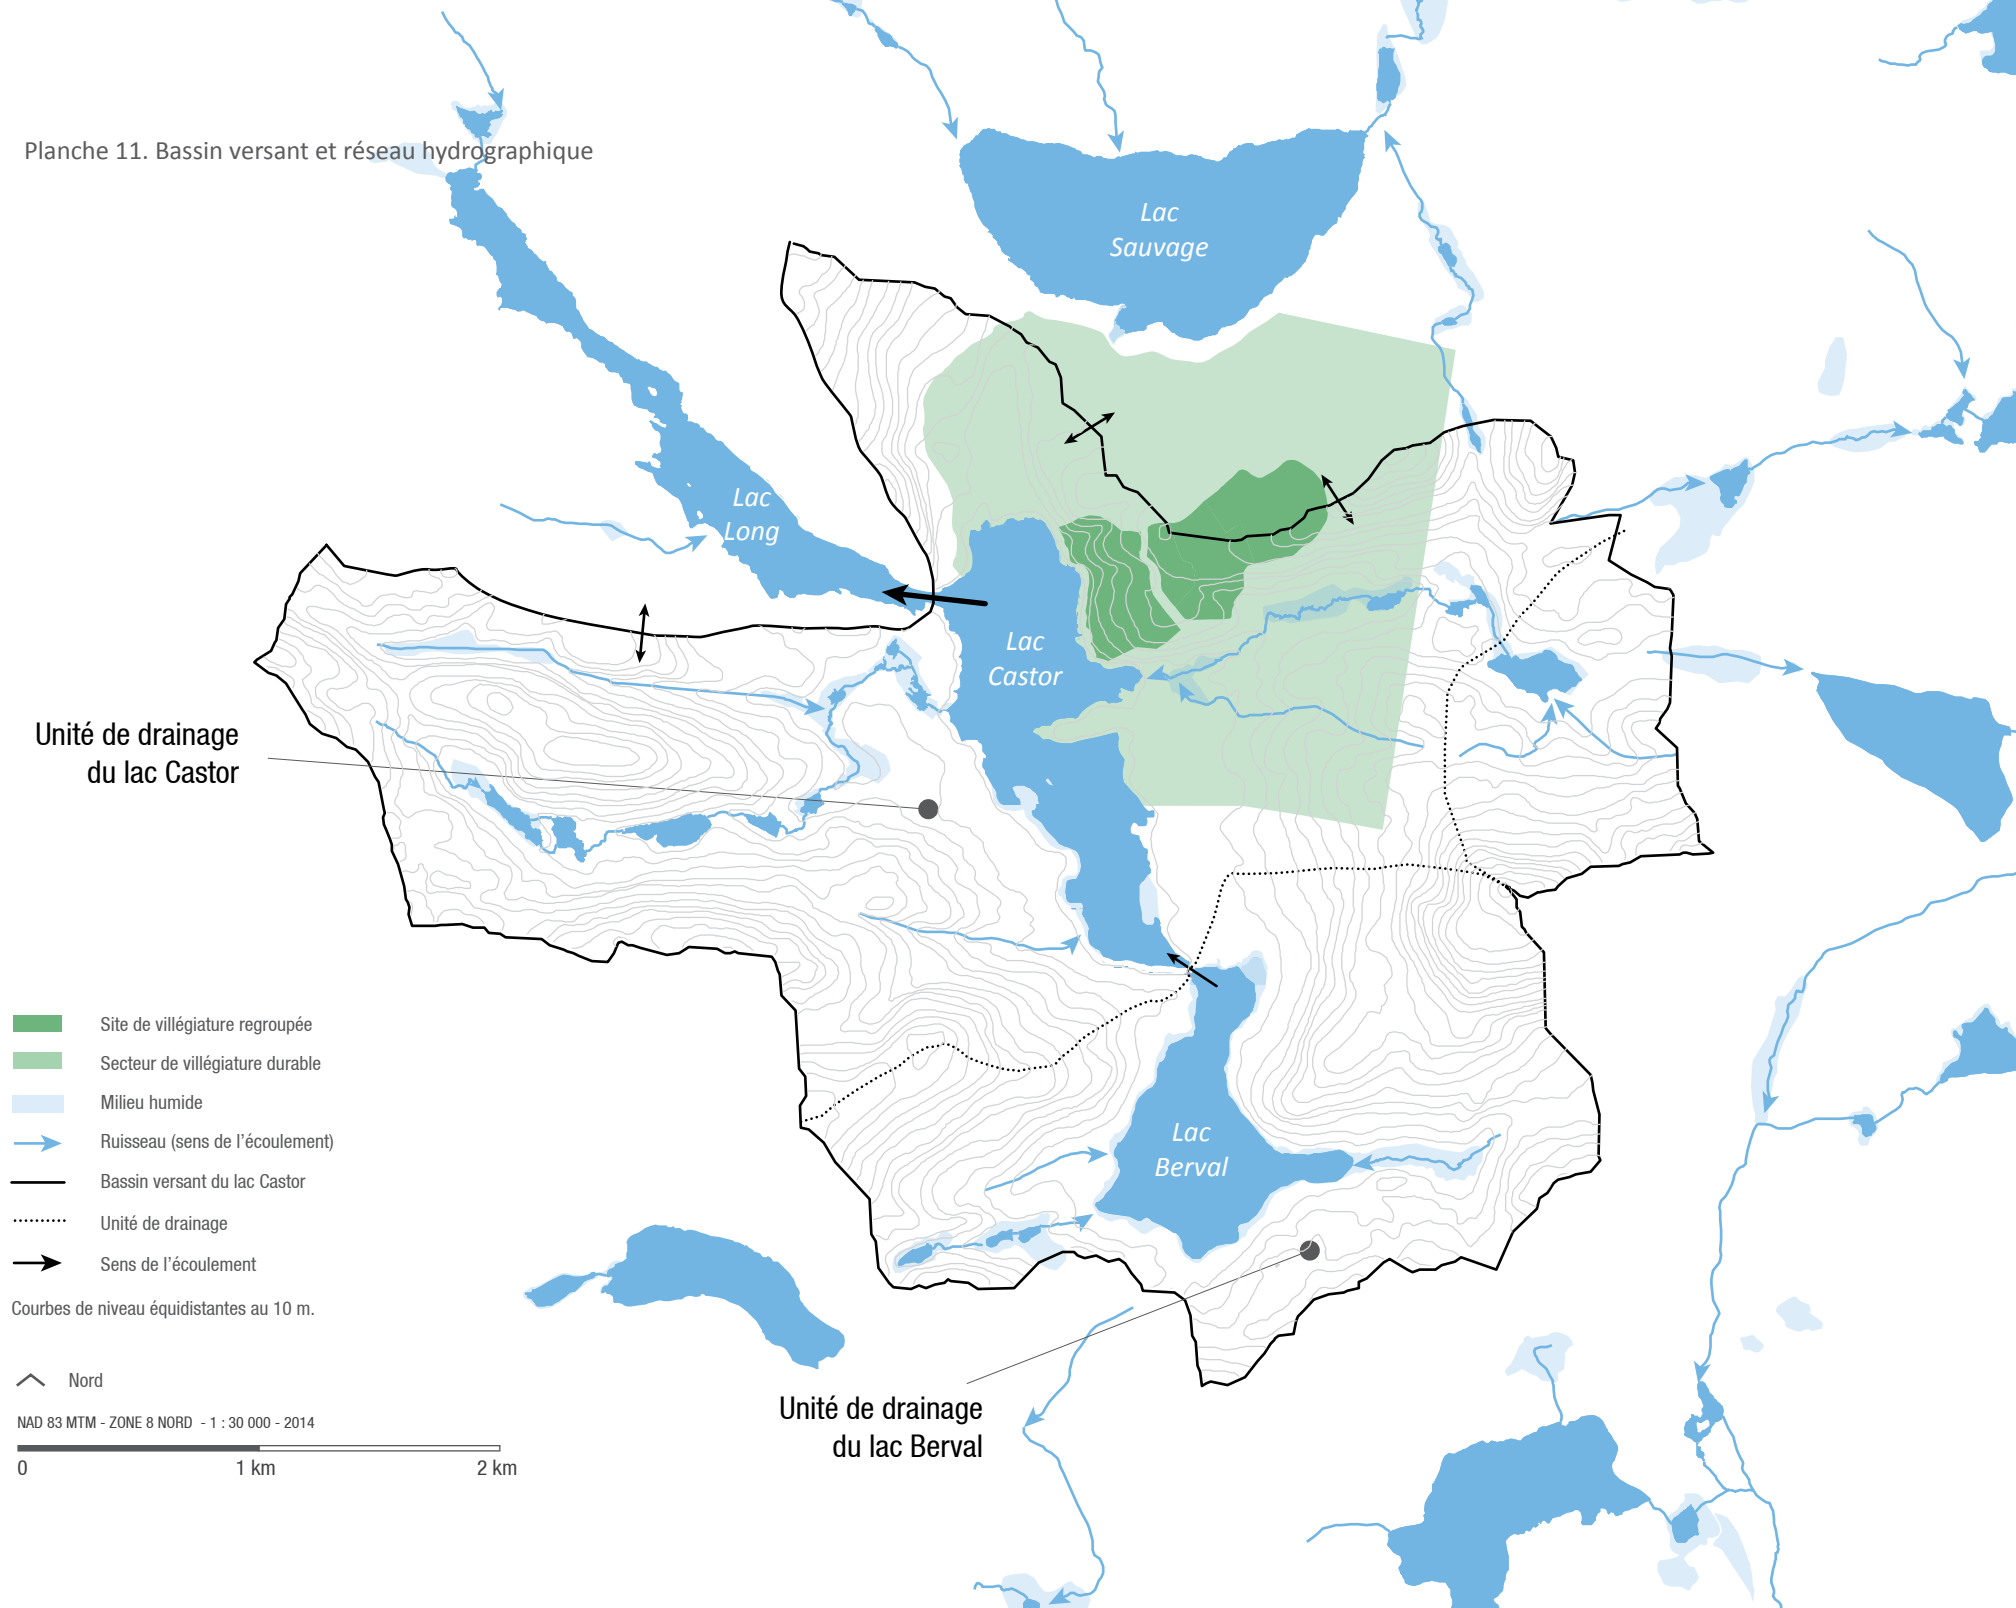 Planche 11. Bassin versant et réseau hydrographique
Lac
Sauvage
Lac
Long
Lac
Castor
Unité de drainage
du lac Castor
Lac
Berval
Site de villégiature regroupée
Secteur de villégiature durable
Milieu humide
Ruisseau (sens de l'écoulement)
Bassin versant du lac Castor
Unité de drainage
Sens de l'écoulement
Courbes de niveau équidistantes au 10 m.
Nord
NAD 83 MTM - ZONE 8 NORD - 1 : 30 000 - 2014
0 1 km 2 km
Unité de drainage
du lac Berval